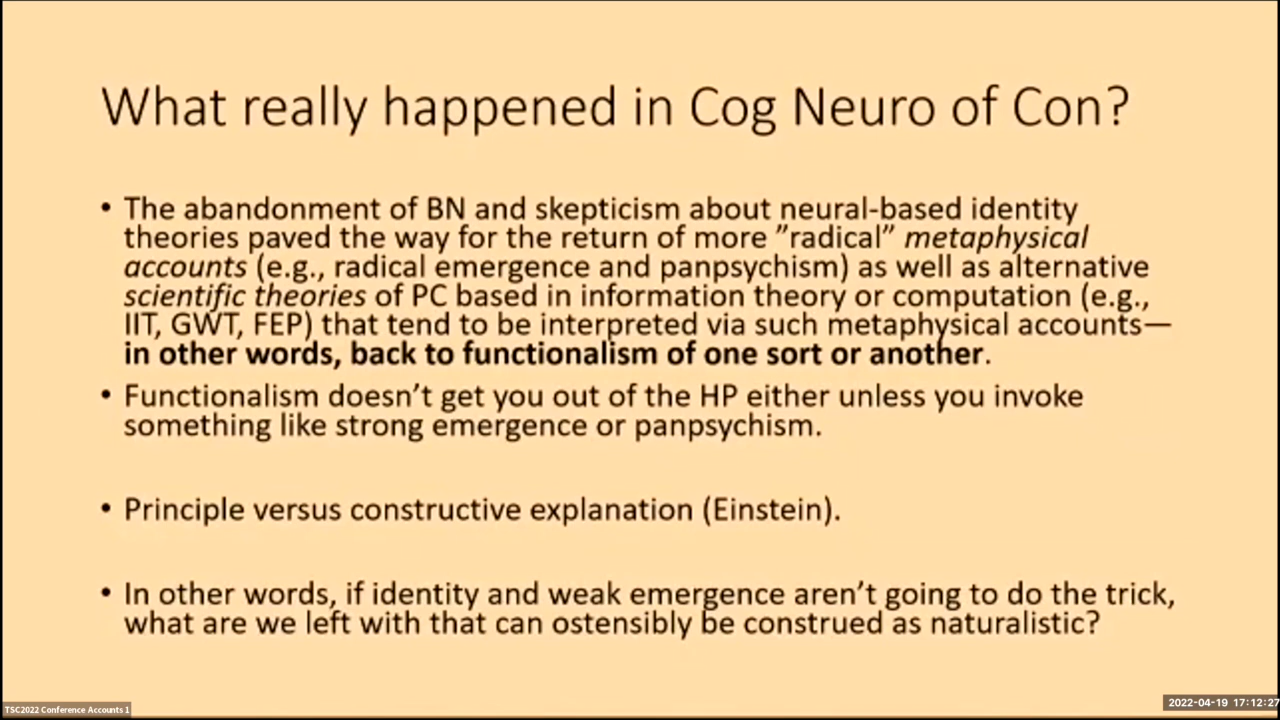 What really happened in Cog Neuro of Con?
• The abandonment of BN and skepticism about neural-based identity
theories paved the way for the return of more ”radical” metaphysical
accounts (e.g., radical emergence and panpsychism) as well as alternative
scientific theories of PC based in information theory or computation (e.g.,
IIT, GWT, FEP) that tend to be interpreted via such metaphysical accounts—
in other words, back to functionalism of one sort or another.
• Functionalism doesn’t get you out of the HP either unless you invoke
something like strong emergence or panpsychism.
• Principle versus constructive explanation (Einstein).
• In other words, if identity and weak emergence aren’t going to do the trick,
what are we left with that can ostensibly be construed as naturalistic?
TSC2022 Conference Accounts 1
2022-04-19 17:12:27